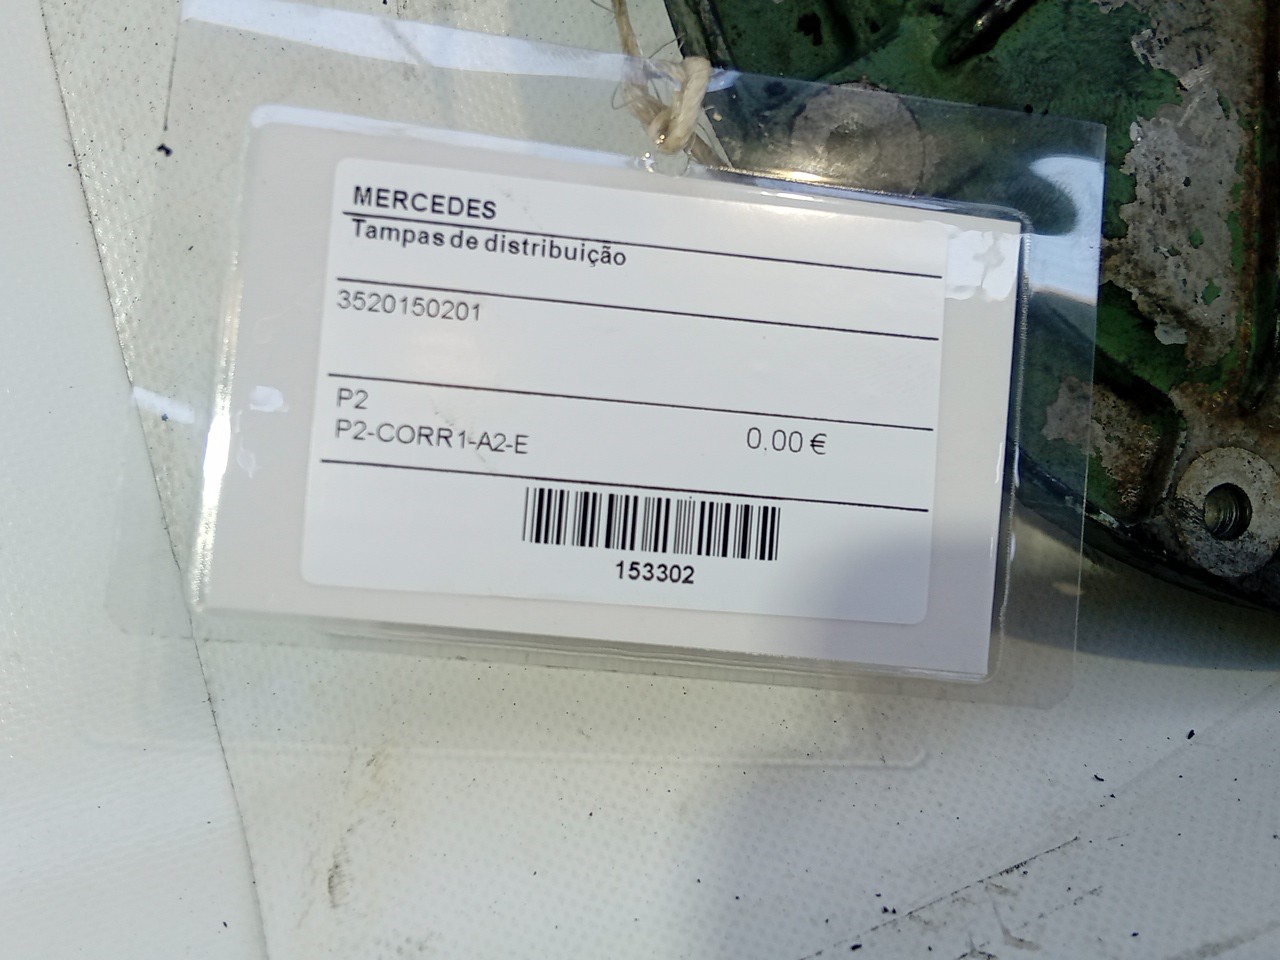 MERCEDES
Tampas de distribuição
3520150201
P2
P2-CORR1-A2-E
0,00 €
153302